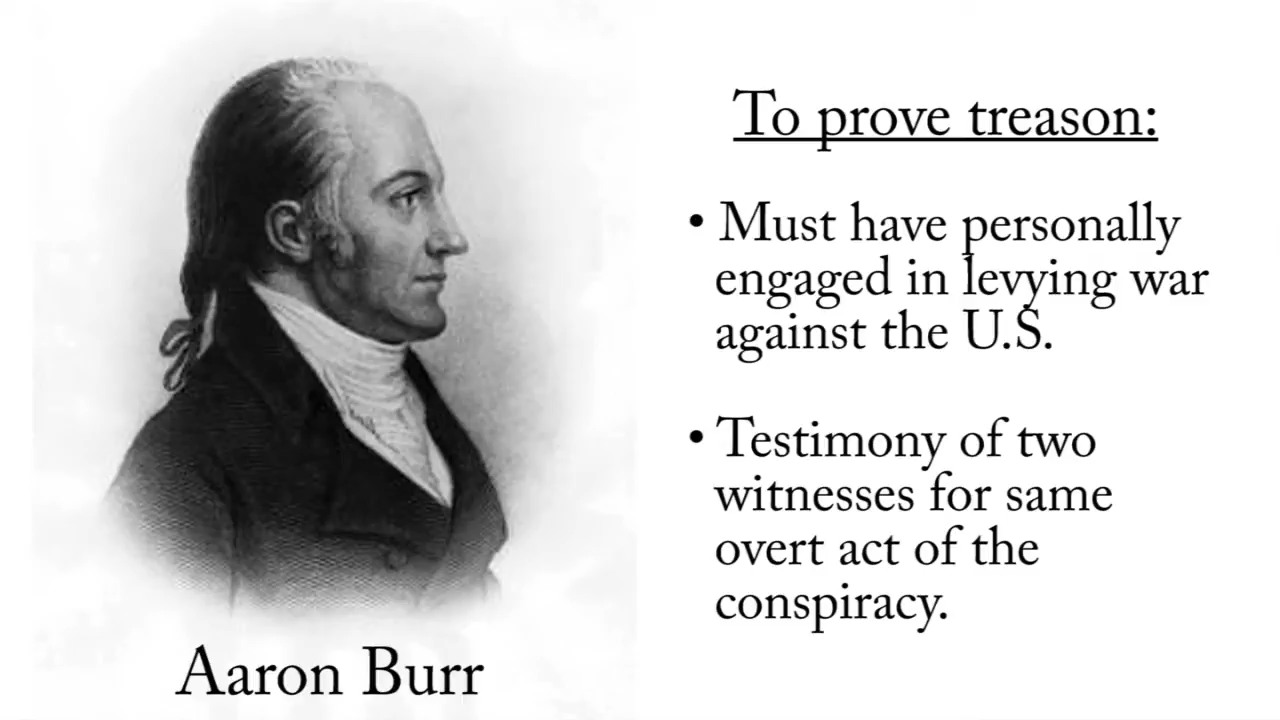 To prove treason:
• Must have personally
engaged in levying war
against the U.S.
• Testimony of two
witnesses for same
overt act of the
conspiracy.
Aaron Burr